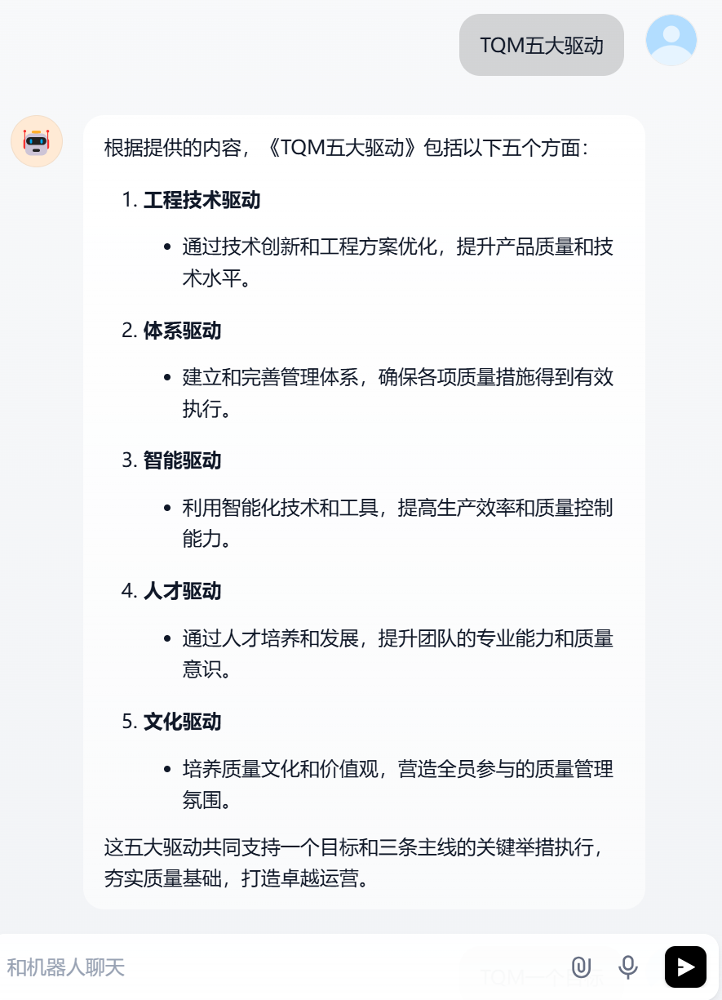 TQM五大驱动
根据提供的内容，《TQM五大驱动》包括以下五个方面：
1. 工程技术驱动
• 通过技术创新和工程方案优化，提升产品质量和技
术水平。
2. 体系驱动
• 建立和完善管理体系，确保各项质量措施得到有效
执行。
3. 智能驱动
• 利用智能化技术和工具，提高生产效率和质量控制
能力。
4. 人才驱动
• 通过人才培养和发展，提升团队的专业能力和质量
意识。
5. 文化驱动
• 培养质量文化和价值观，营造全员参与的质量管理
氛围。
这五大驱动共同支持一个目标和三条主线的关键举措执行，
夯实质量基础，打造卓越运营。
和机器人聊天